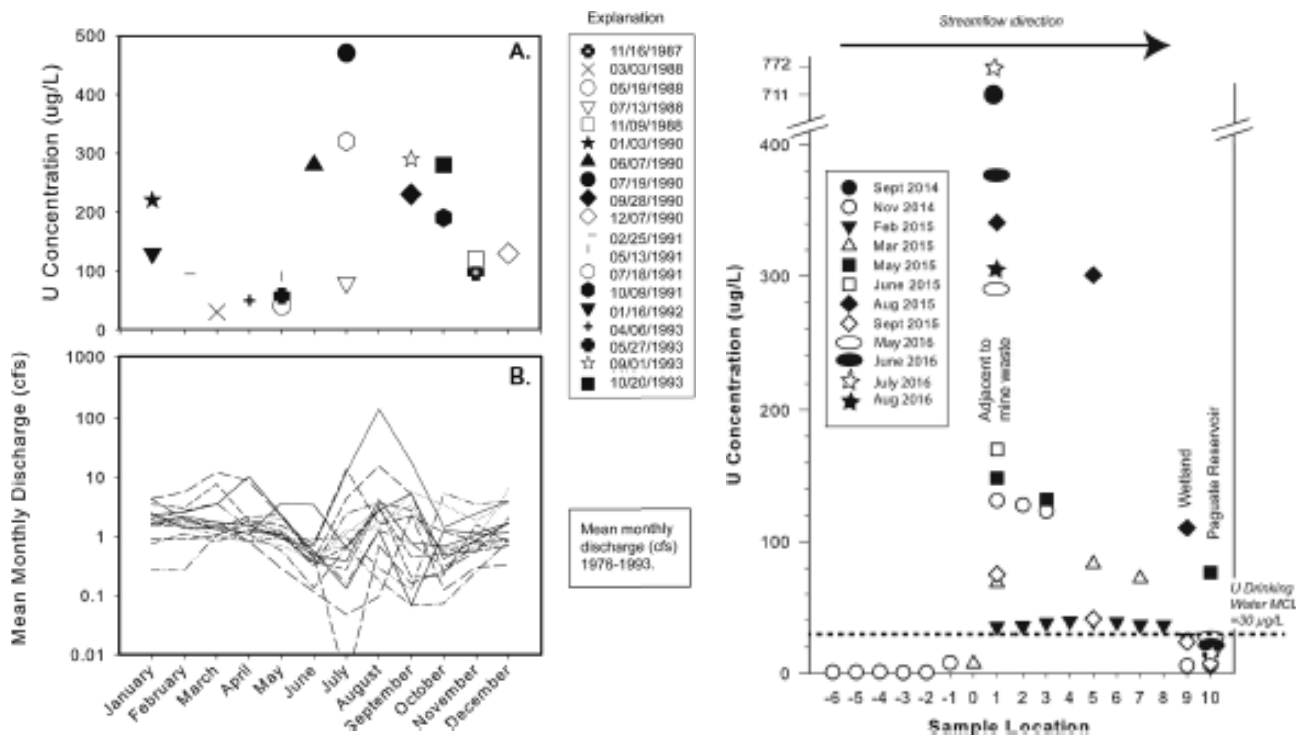 Explanation
A.
500
400
300
200
100
0
U Concentration (ug/L)
11/16/1987
03/03/1988
05/19/1988
07/13/1988
11/09/1988
01/03/1990
06/07/1990
07/19/1990
09/28/1990
12/07/1990
02/25/1991
05/13/1991
07/18/1991
10/09/1991
01/16/1992
04/06/1993
05/27/1993
09/01/1993
10/20/1993
B.
1000
100
10
1
0.1
0.01
Mean Monthly Discharge (cfs)
January
February
March
April
May
June
July
August
September
October
November
December
Mean monthly
discharge (cfs)
1976-1993.
Streamflow direction
772
711
400
300
200
100
0
U Concentration (ug/L)
Sept 2014
Nov 2014
Feb 2015
Mar 2015
May 2015
June 2015
Aug 2015
Sept 2015
May 2016
June 2016
July 2016
Aug 2016
Adjacent to
mine waste
Wetland
Paguate Reservoir
U Drinking
Water MCL
=30 µg/L
-6 -5 -4 -3 -2 -1 0 1 2 3 4 5 6 7 8 9 10
Sample Location